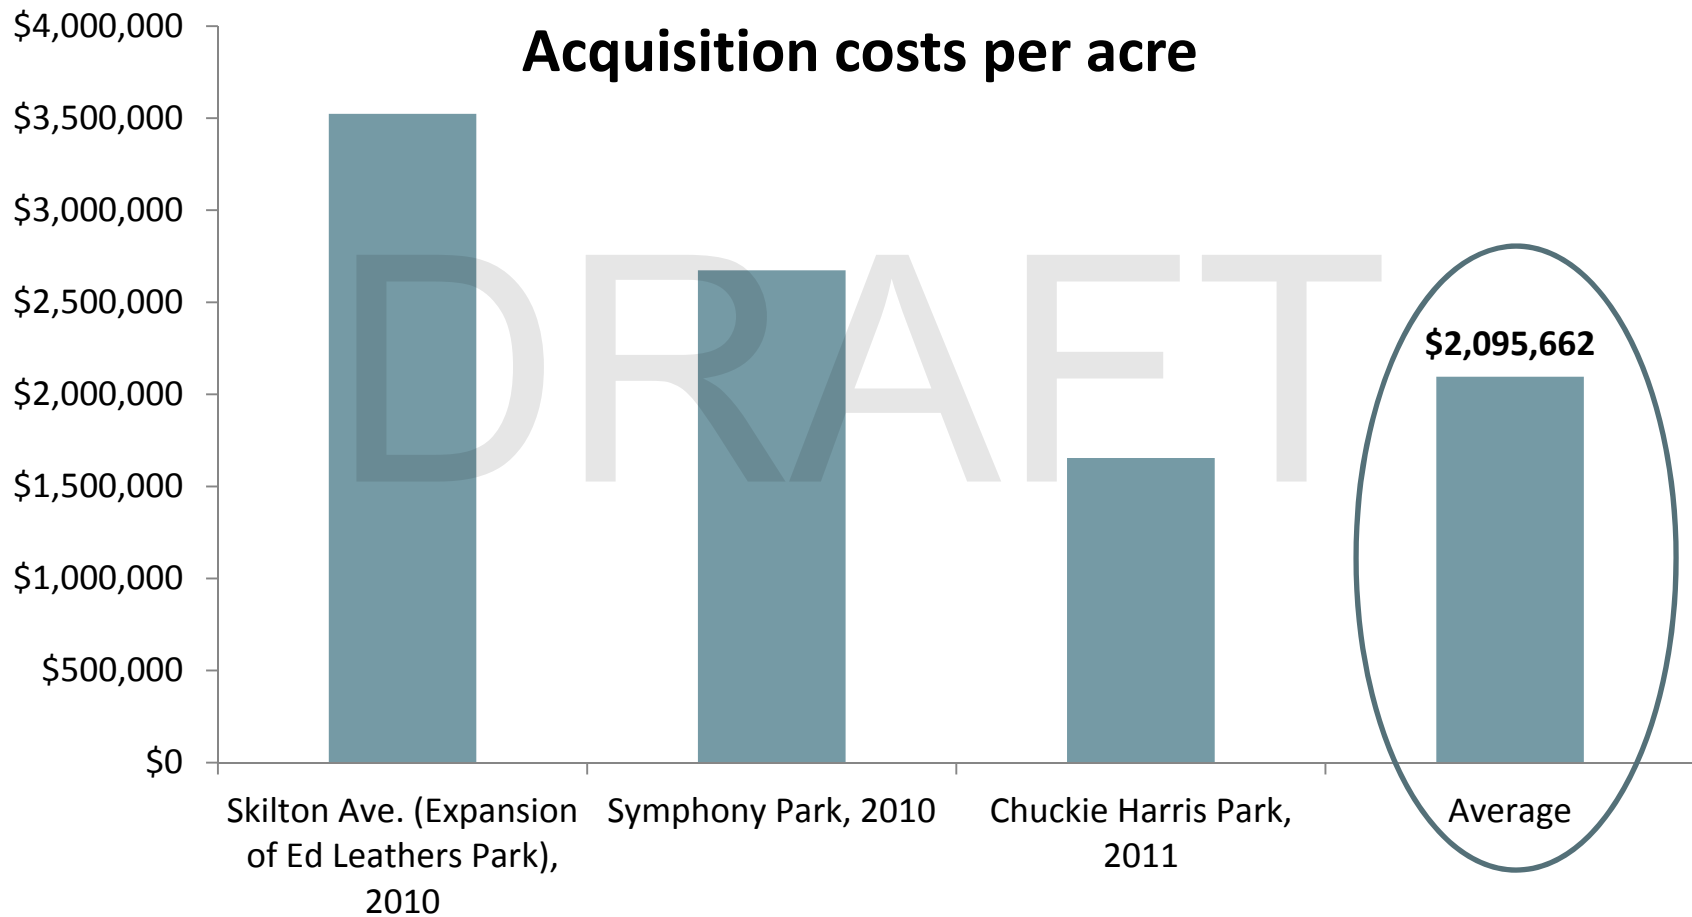 Acquisition costs per acre
$4,000,000
$3,500,000
$3,000,000
$2,500,000
$2,000,000
$1,500,000
$1,000,000
$500,000
$0
DRAFT
$2,095,662
Skilton Ave. (Expansion
of Ed Leathers Park),
2010
Symphony Park, 2010
Chuckie Harris Park,
2011
Average